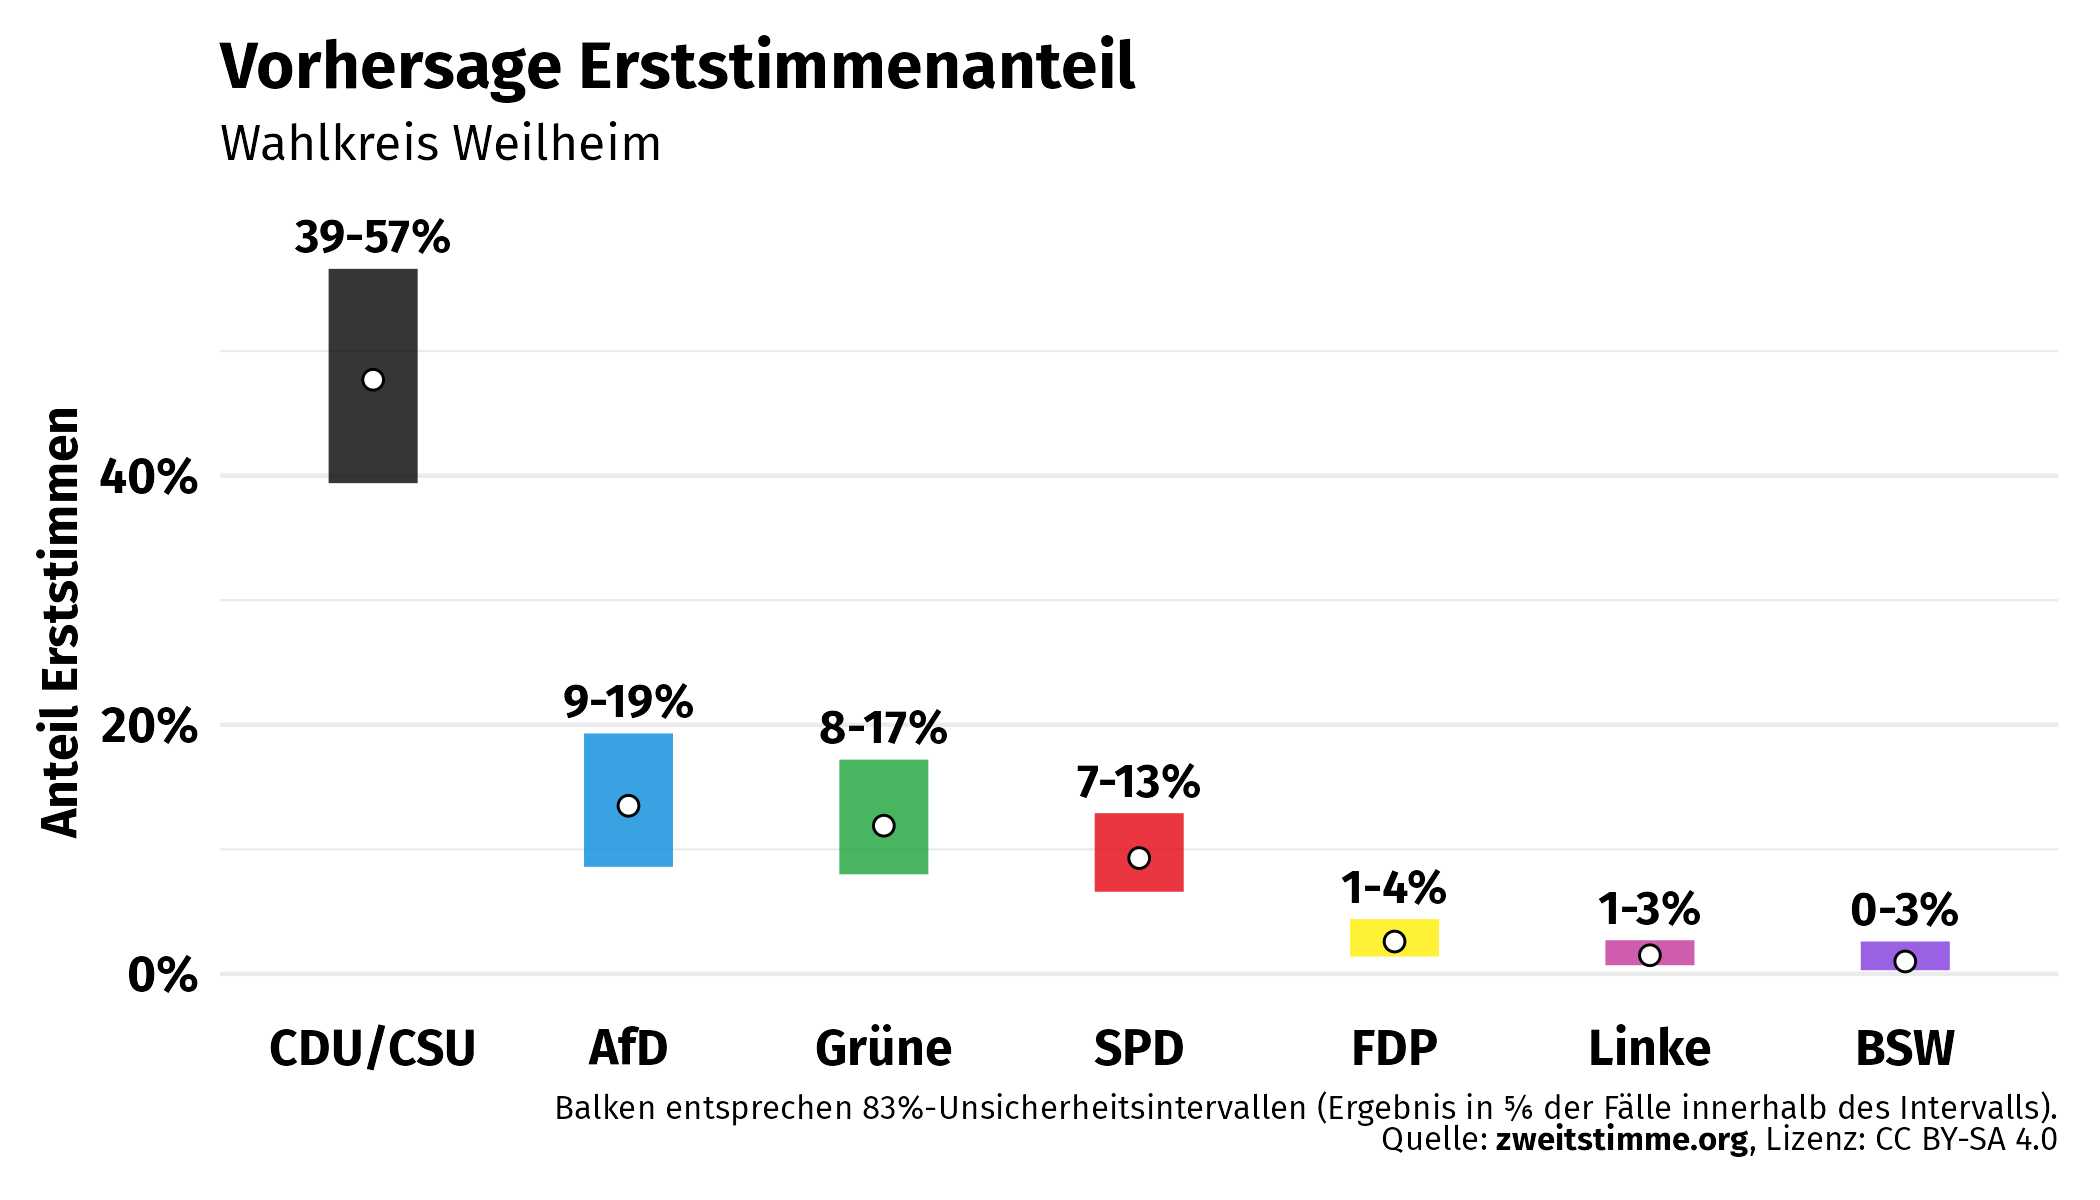 Vorhersage Erststimmenanteil
Wahlkreis Weilheim
39-57%
9-19%
8-17%
7-13%
1-4%
1-3%
0-3%
Anteil Erststimmen
40%
20%
0%
CDU/CSU AfD Grüne SPD FDP Linke BSW
Balken entsprechen 83%-Unsicherheitsintervallen (Ergebnis in ⅚ der Fälle innerhalb des Intervalls).
Quelle: zweitstimme.org, Lizenz: CC BY-SA 4.0